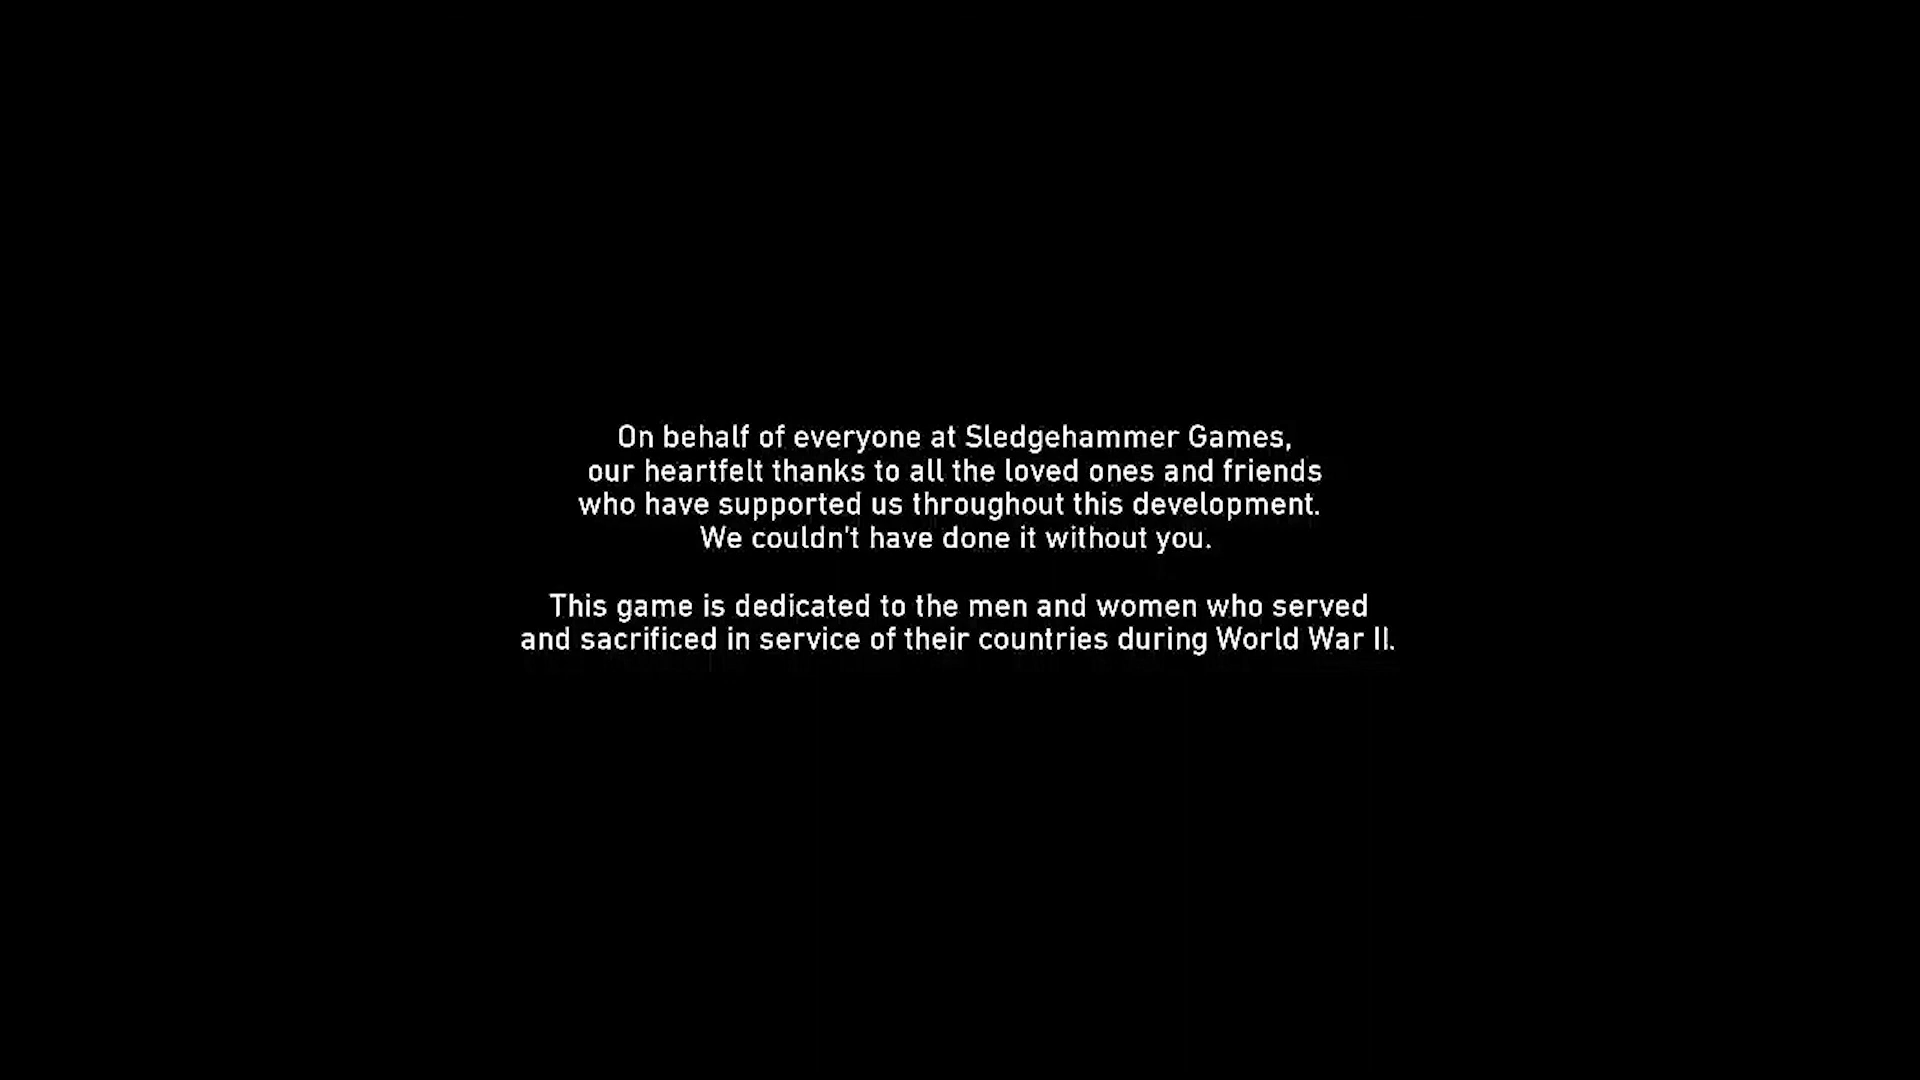 On behalf of everyone at Sledgehammer Games,
our heartfelt thanks to all the loved ones and friends
who have supported us throughout this development.
We couldn't have done it without you.
This game is dedicated to the men and women who served
and sacrificed in service of their countries during World War II.